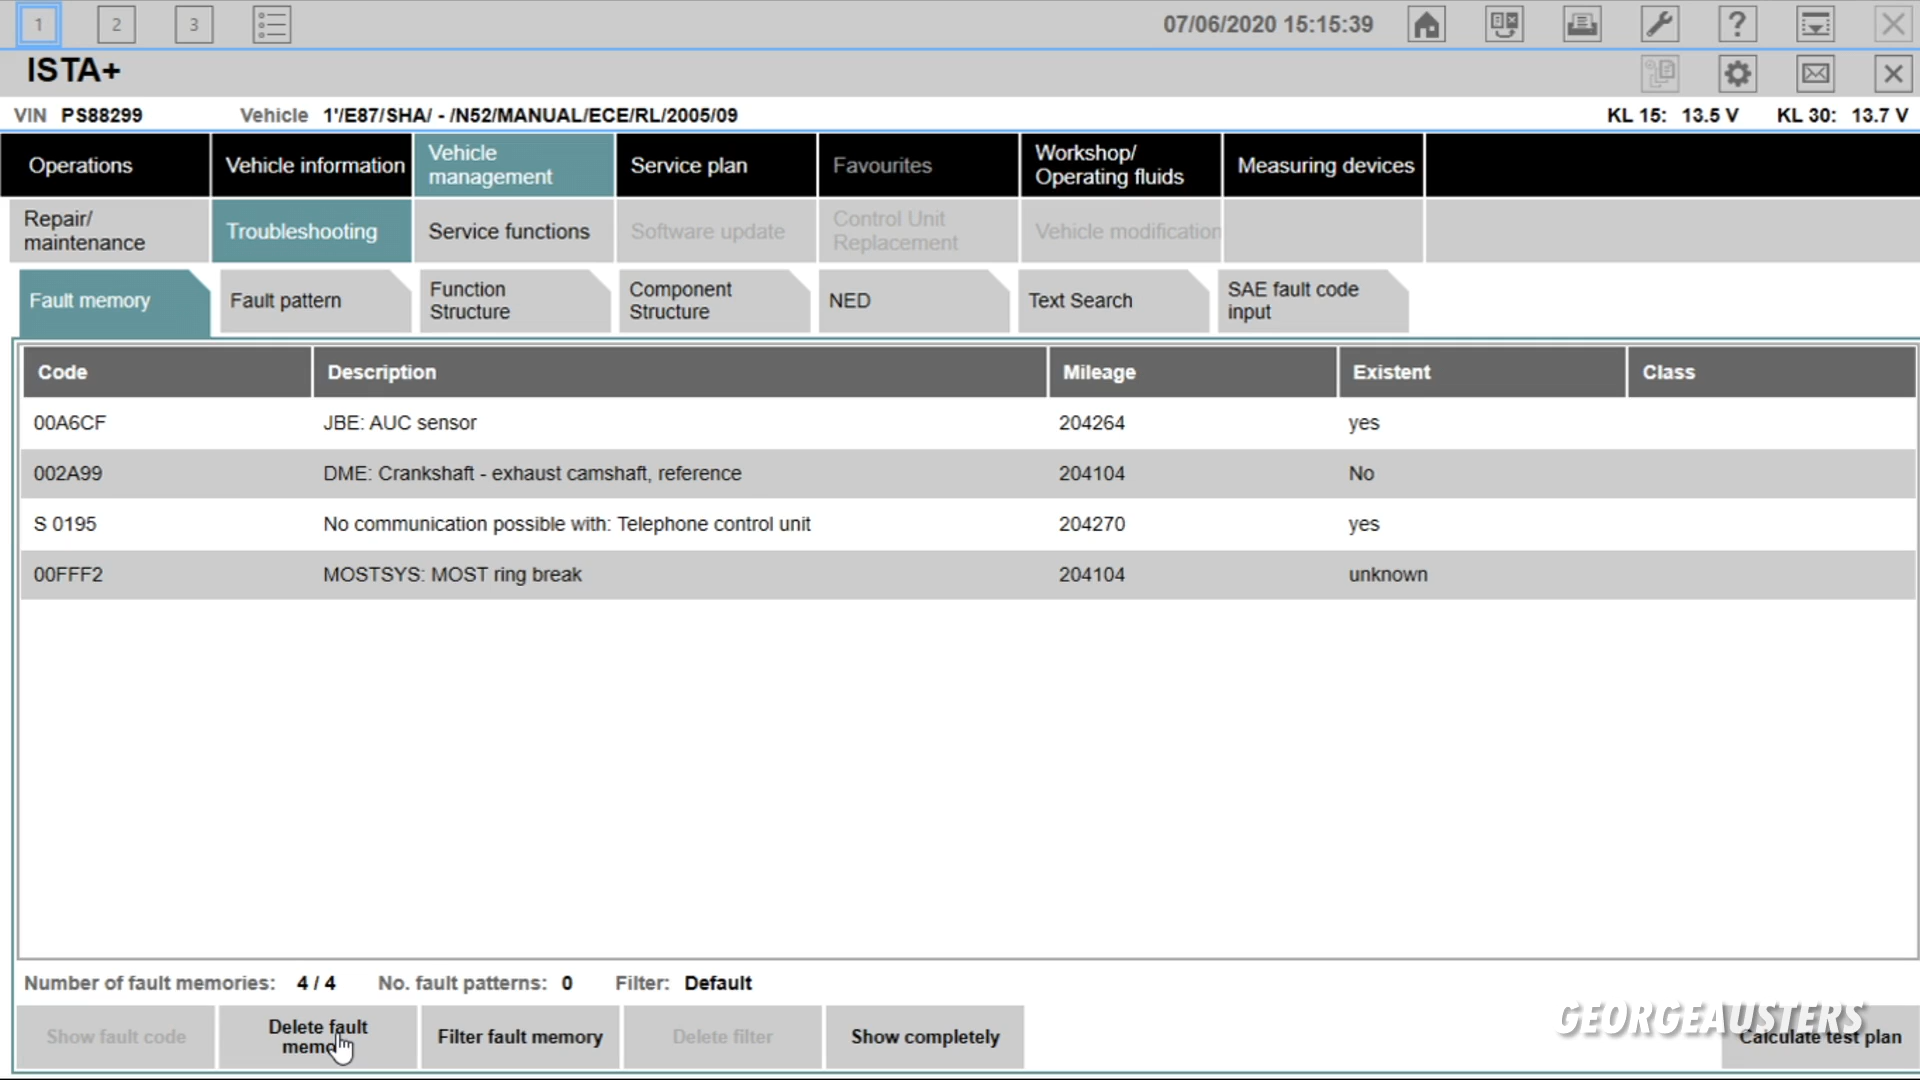 1 2 3 07/06/2020 15:15:39 ?
ISTA+
VIN PS88299 Vehicle 1'/E87/SHA/ - /N52/MANUAL/ECE/RL/2005/09 KL 15: 13.5 V KL 30: 13.7 V
Operations Vehicle information Vehicle management Service plan Favourites Workshop/ Operating fluids Measuring devices
Repair/ maintenance Troubleshooting Service functions Software update Control Unit Replacement Vehicle modification
Fault memory Fault pattern Function Structure Component Structure NED Text Search SAE fault code input
Code Description Mileage Existent Class
00A6CF JBE: AUC sensor 204264 yes
002A99 DME: Crankshaft - exhaust camshaft, reference 204104 No
S 0195 No communication possible with: Telephone control unit 204270 yes
00FFF2 MOSTSYS: MOST ring break 204104 unknown
Number of fault memories: 4 / 4 No. fault patterns: 0 Filter: Default
Show fault code Delete fault Filter fault memory Delete filter Show completely Calculate test plan
GEORGEAUSTERS